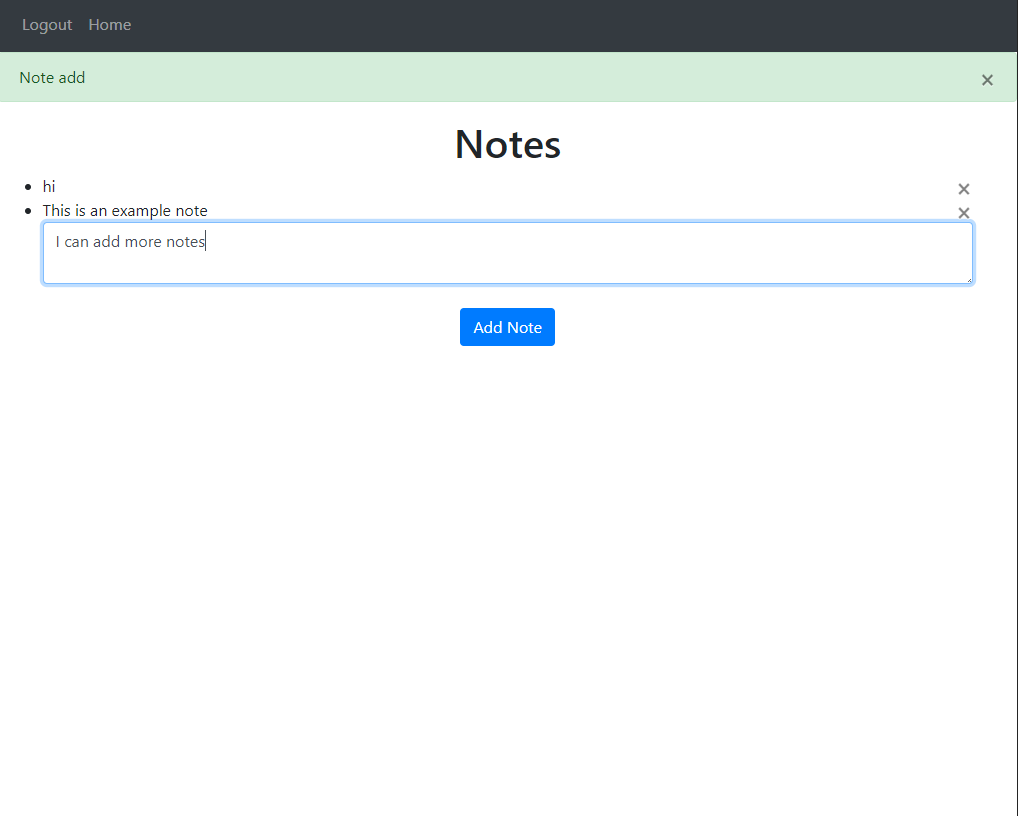 Logout Home
Note add ×
Notes
hi ×
This is an example note ×
I can add more notes
Add Note